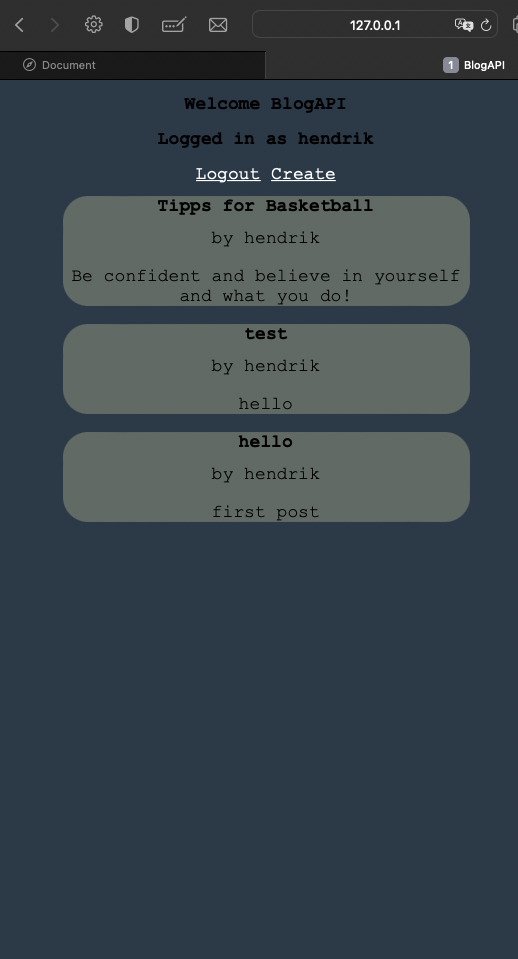 127.0.0.1
Document
1 BlogAPI
Welcome BlogAPI
Logged in as hendrik
Logout Create
Tipps for Basketball
by hendrik
Be confident and believe in yourself
and what you do!
test
by hendrik
hello
hello
by hendrik
first post